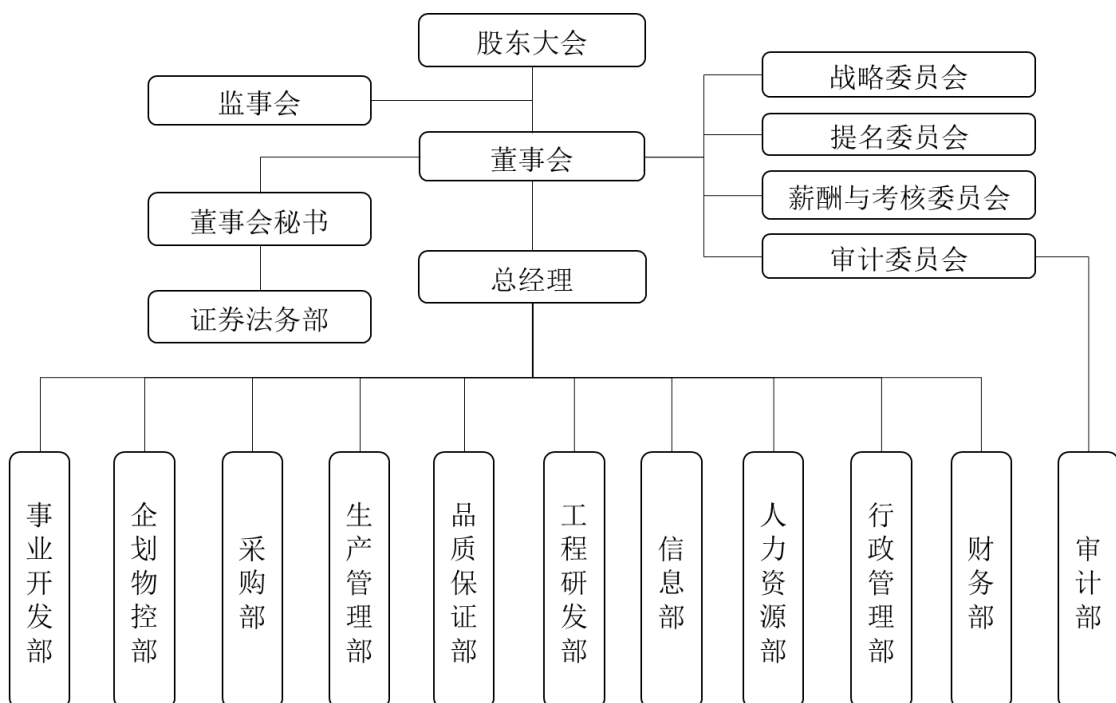 股东大会
监事会
战略委员会
提名委员会
董事会
薪酬与考核委员会
董事会秘书
审计委员会
总经理
证券法务部
事业开发部
企划物控部
采购部
生产管理部
品质保证部
工程研发部
信息部
人力资源部
行政管理部
财务部
审计部